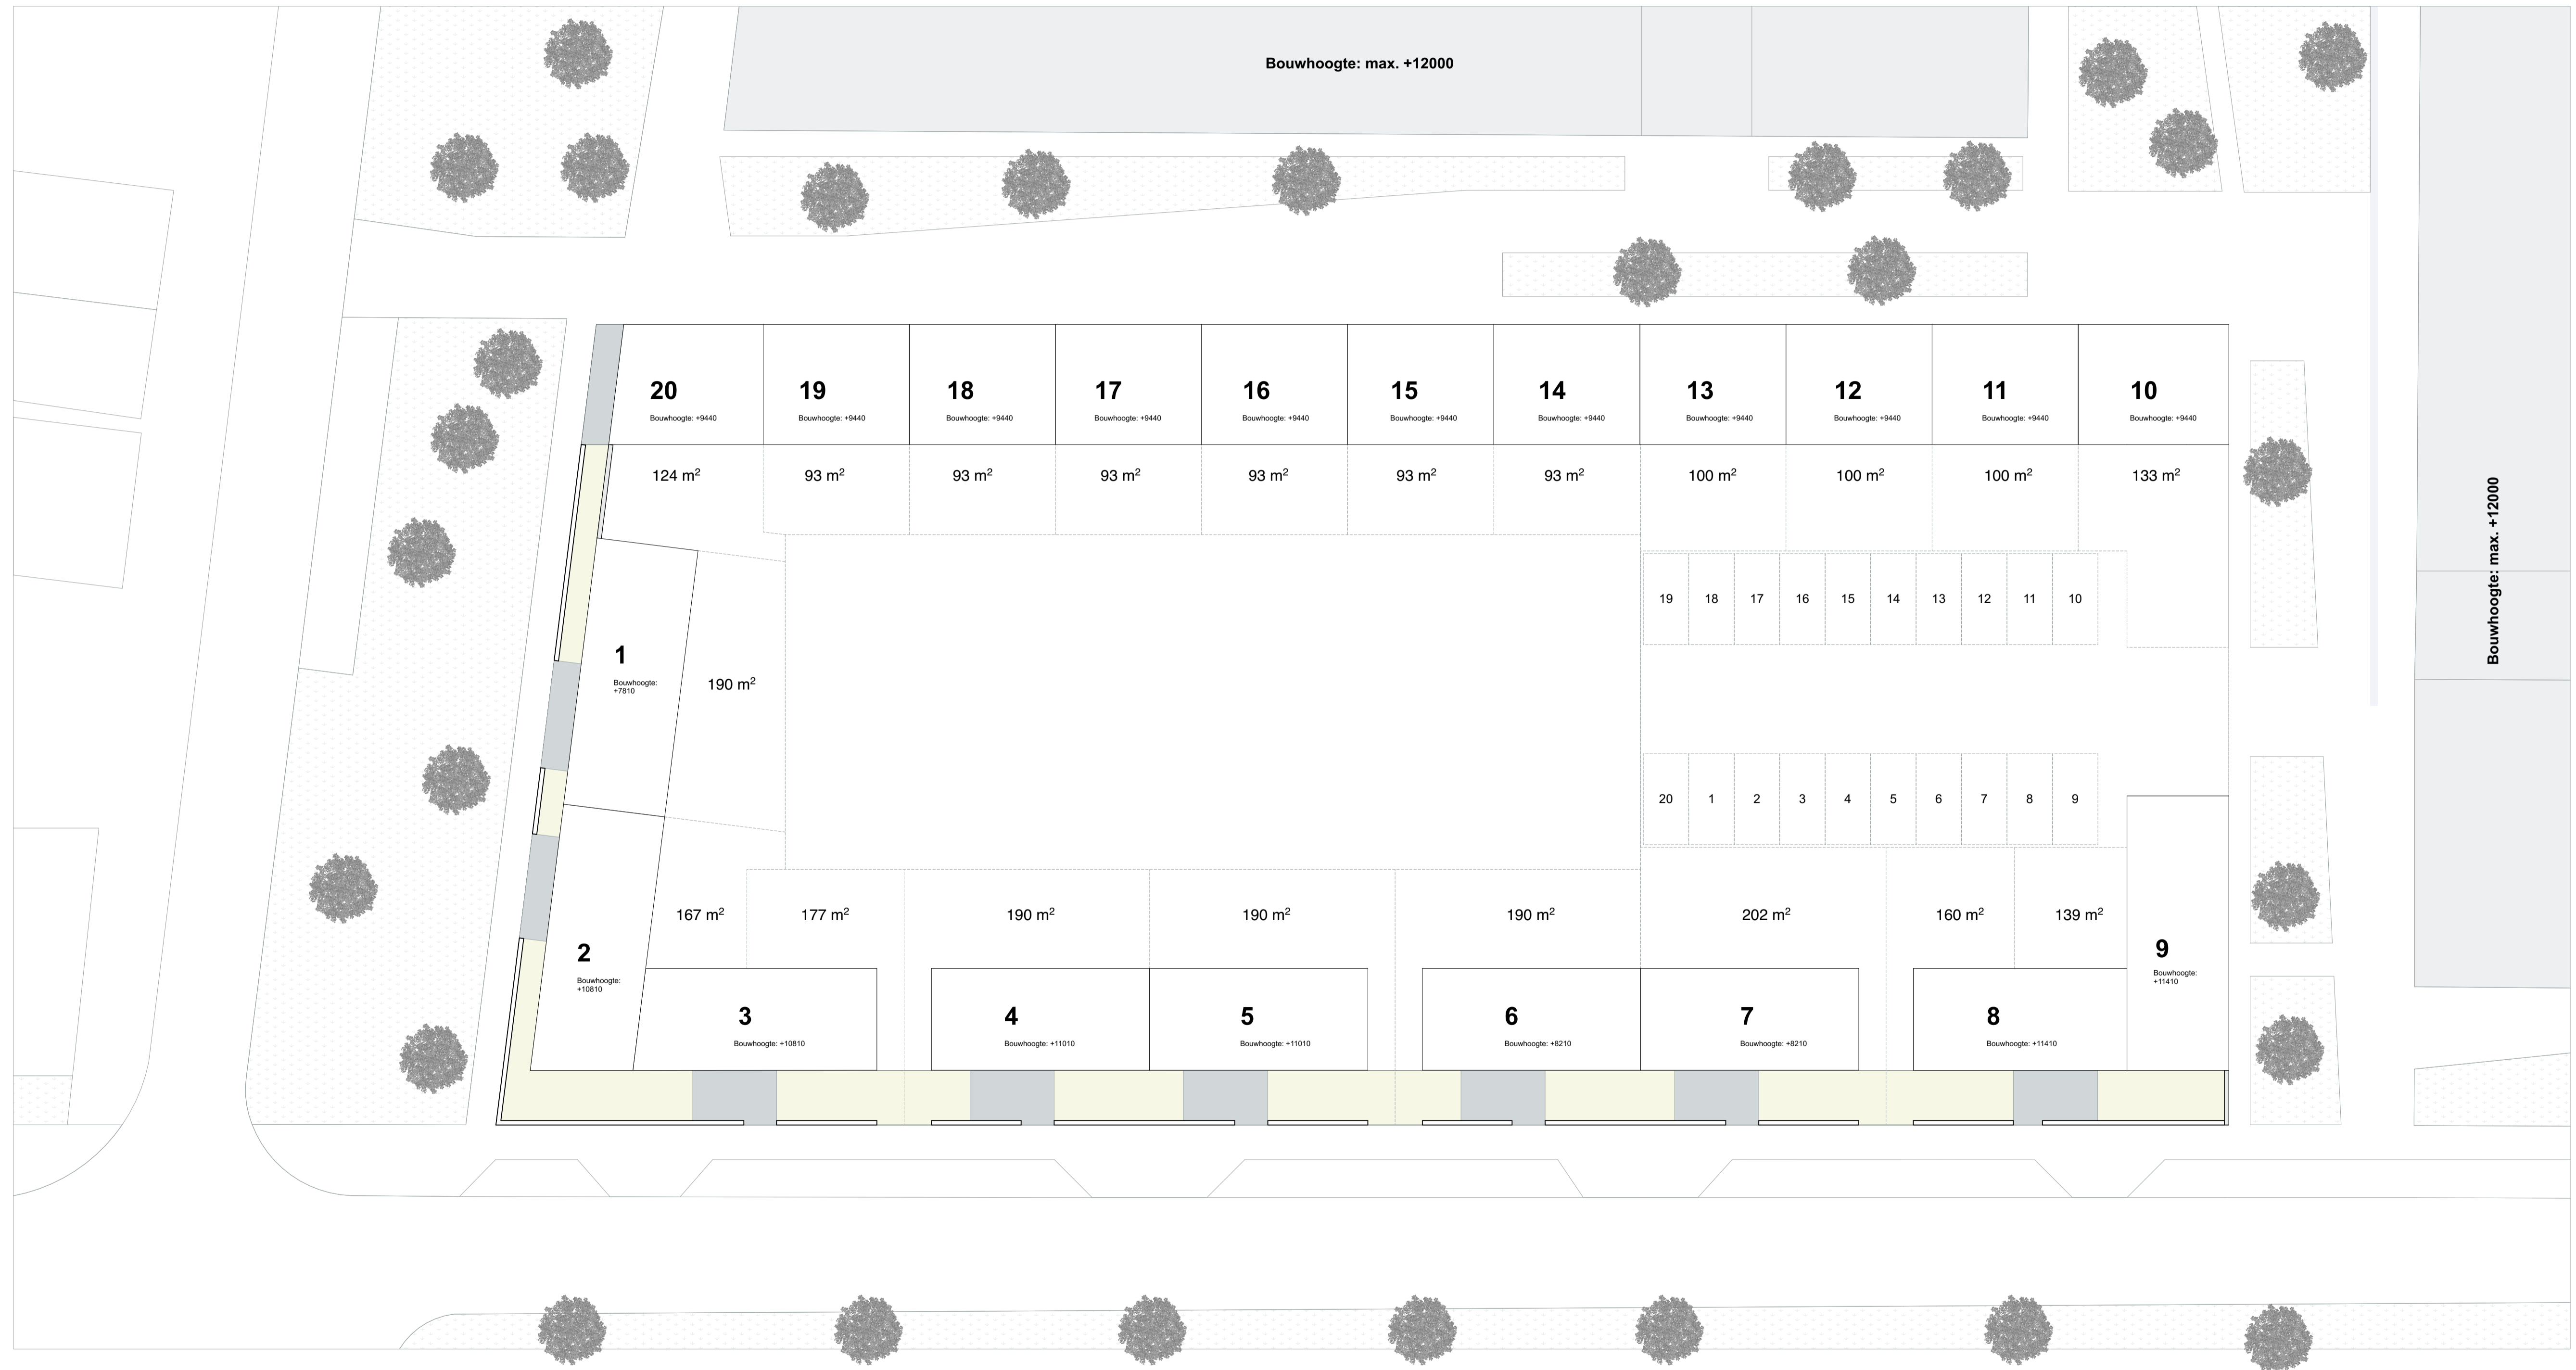 Bouwhoogte: max. +12000
20
Bouwhoogte: +9440
19
Bouwhoogte: +9440
18
Bouwhoogte: +9440
17
Bouwhoogte: +9440
16
Bouwhoogte: +9440
15
Bouwhoogte: +9440
14
Bouwhoogte: +9440
13
Bouwhoogte: +9440
12
Bouwhoogte: +9440
11
Bouwhoogte: +9440
10
Bouwhoogte: +9440
124 m²
93 m²
93 m²
93 m²
93 m²
93 m²
93 m²
100 m²
100 m²
100 m²
133 m²
Bouwhoogte: max. +12000
19 18 17 16 15 14 13 12 11 10
1
Bouwhoogte:
+7810
190 m²
20 1 2 3 4 5 6 7 8 9
167 m²
177 m²
190 m²
190 m²
190 m²
202 m²
160 m²
139 m²
2
Bouwhoogte:
+10810
9
Bouwhoogte:
+11410
3
Bouwhoogte: +10810
4
Bouwhoogte: +11010
5
Bouwhoogte: +11010
6
Bouwhoogte: +8210
7
Bouwhoogte: +8210
8
Bouwhoogte: +11410